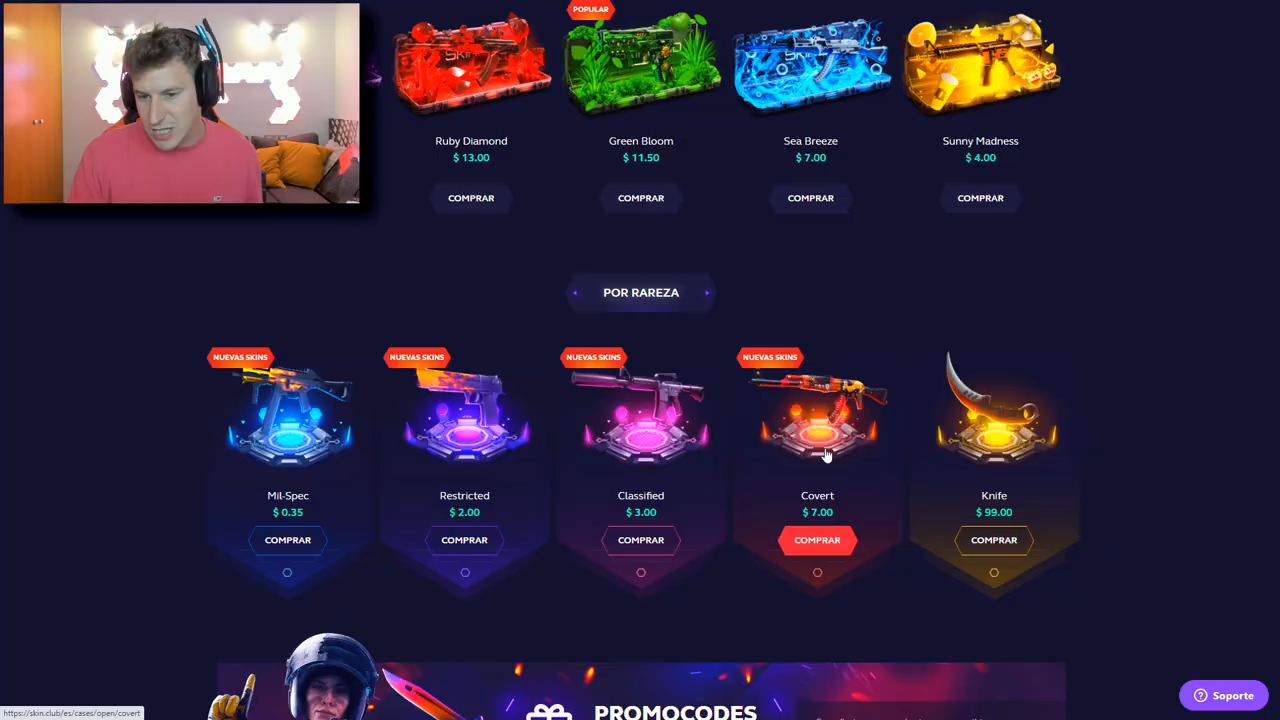 POPULAR
Ruby Diamond
$ 13.00
COMPRAR
Green Bloom
$ 11.50
COMPRAR
Sea Breeze
$ 7.00
COMPRAR
Sunny Madness
$ 4.00
COMPRAR
POR RAREZA
NUEVAS SKINS
Mil-Spec
$ 0.35
COMPRAR
NUEVAS SKINS
Restricted
$ 2.00
COMPRAR
NUEVAS SKINS
Classified
$ 3.00
COMPRAR
NUEVAS SKINS
Covert
$ 7.00
COMPRAR
Knife
$ 99.00
COMPRAR
PROMOCODES
Soporte
https://skin.club/es/cases/open/covert